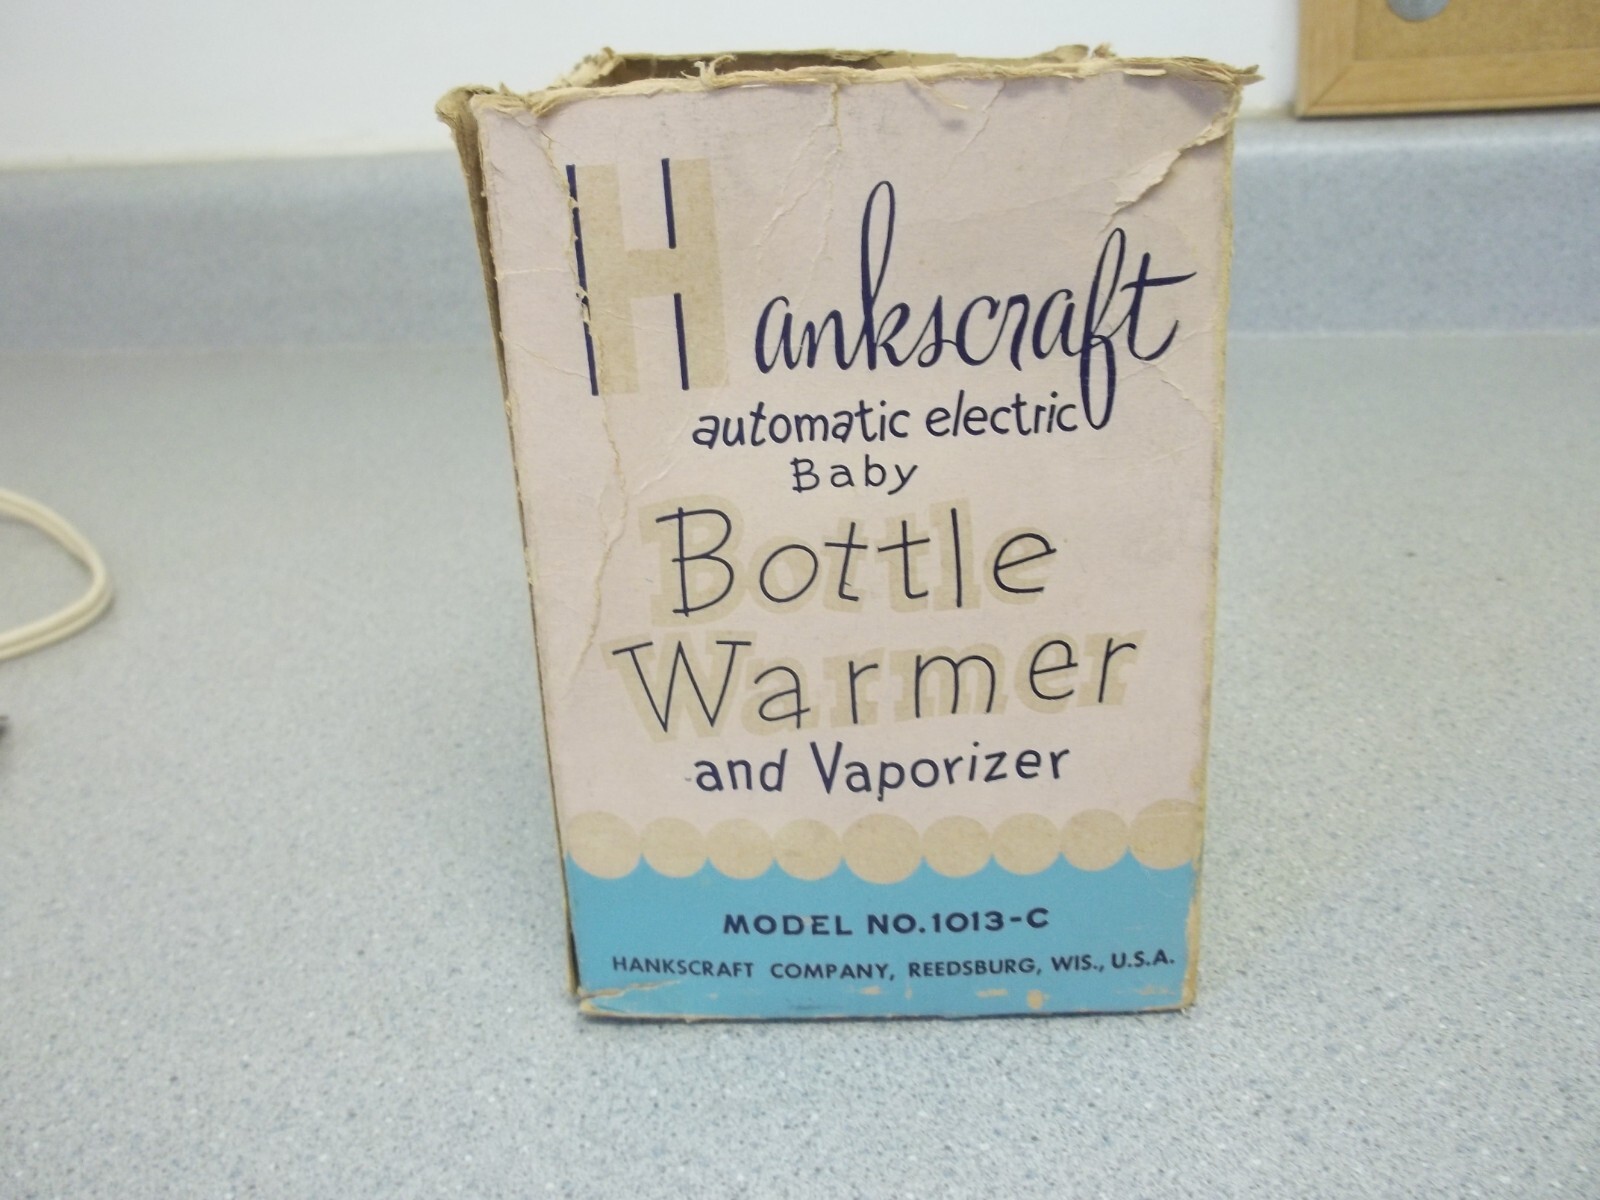 Hankscraft
automatic electric
Baby
Bottle
Warmer
and Vaporizer
MODEL NO. 1013-C
HANKSCRAFT COMPANY, REEDSBURG, WIS., U.S.A.